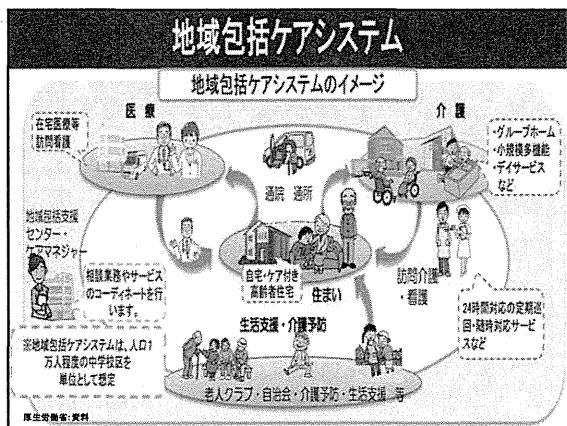 地域包括ケアシステム
地域包括ケアシステムのイメージ
医療
介護
在宅医療等
訪問看護
通院 通所
・グループホーム
・小規模多機能
・デイサービス
など
地域包括支援
センター・
ケアマネジャー
相談業務やサービス
のコーディネートを行
います。
自宅・ケア付き
高齢者住宅
住まい
訪問介護
・看護
24時間対応の定期巡
回・随時対応サービ
スなど
生活支援・介護予防
※地域包括ケアシステムは、人口1
万人程度の中学校区を
単位として想定
老人クラブ・自治会・介護予防・生活支援 等
厚生労働省:資料